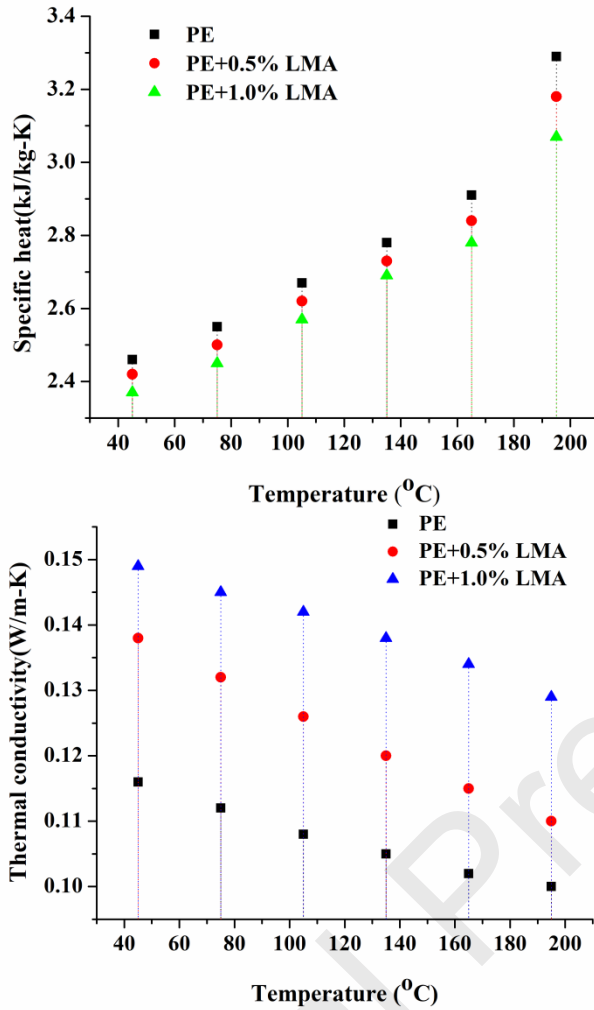 PE
PE+0.5% LMA
PE+1.0% LMA
3.4
3.2
3.0
2.8
2.6
2.4
Specific heat(kJ/kg-K)
40 60 80 100 120 140 160 180 200
Temperature (°C)
PE
PE+0.5% LMA
PE+1.0% LMA
0.15
0.14
0.13
0.12
0.11
0.10
Thermal conductivity(W/m-K)
40 60 80 100 120 140 160 180 200
Temperature (°C)
l Pre